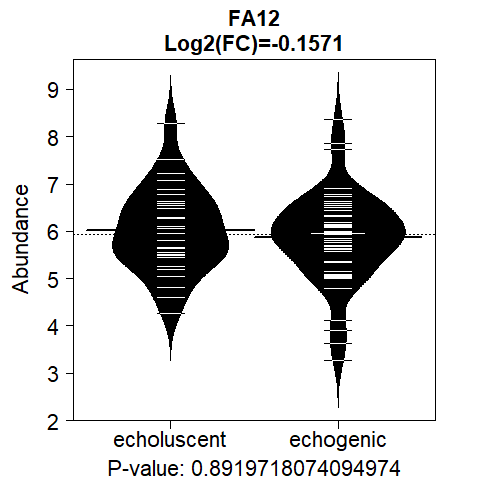 FA12
Log2(FC)=-0.1571
Abundance
9
8
7
6
5
4
3
2
echoluscent echogenic
P-value: 0.8919718074094974